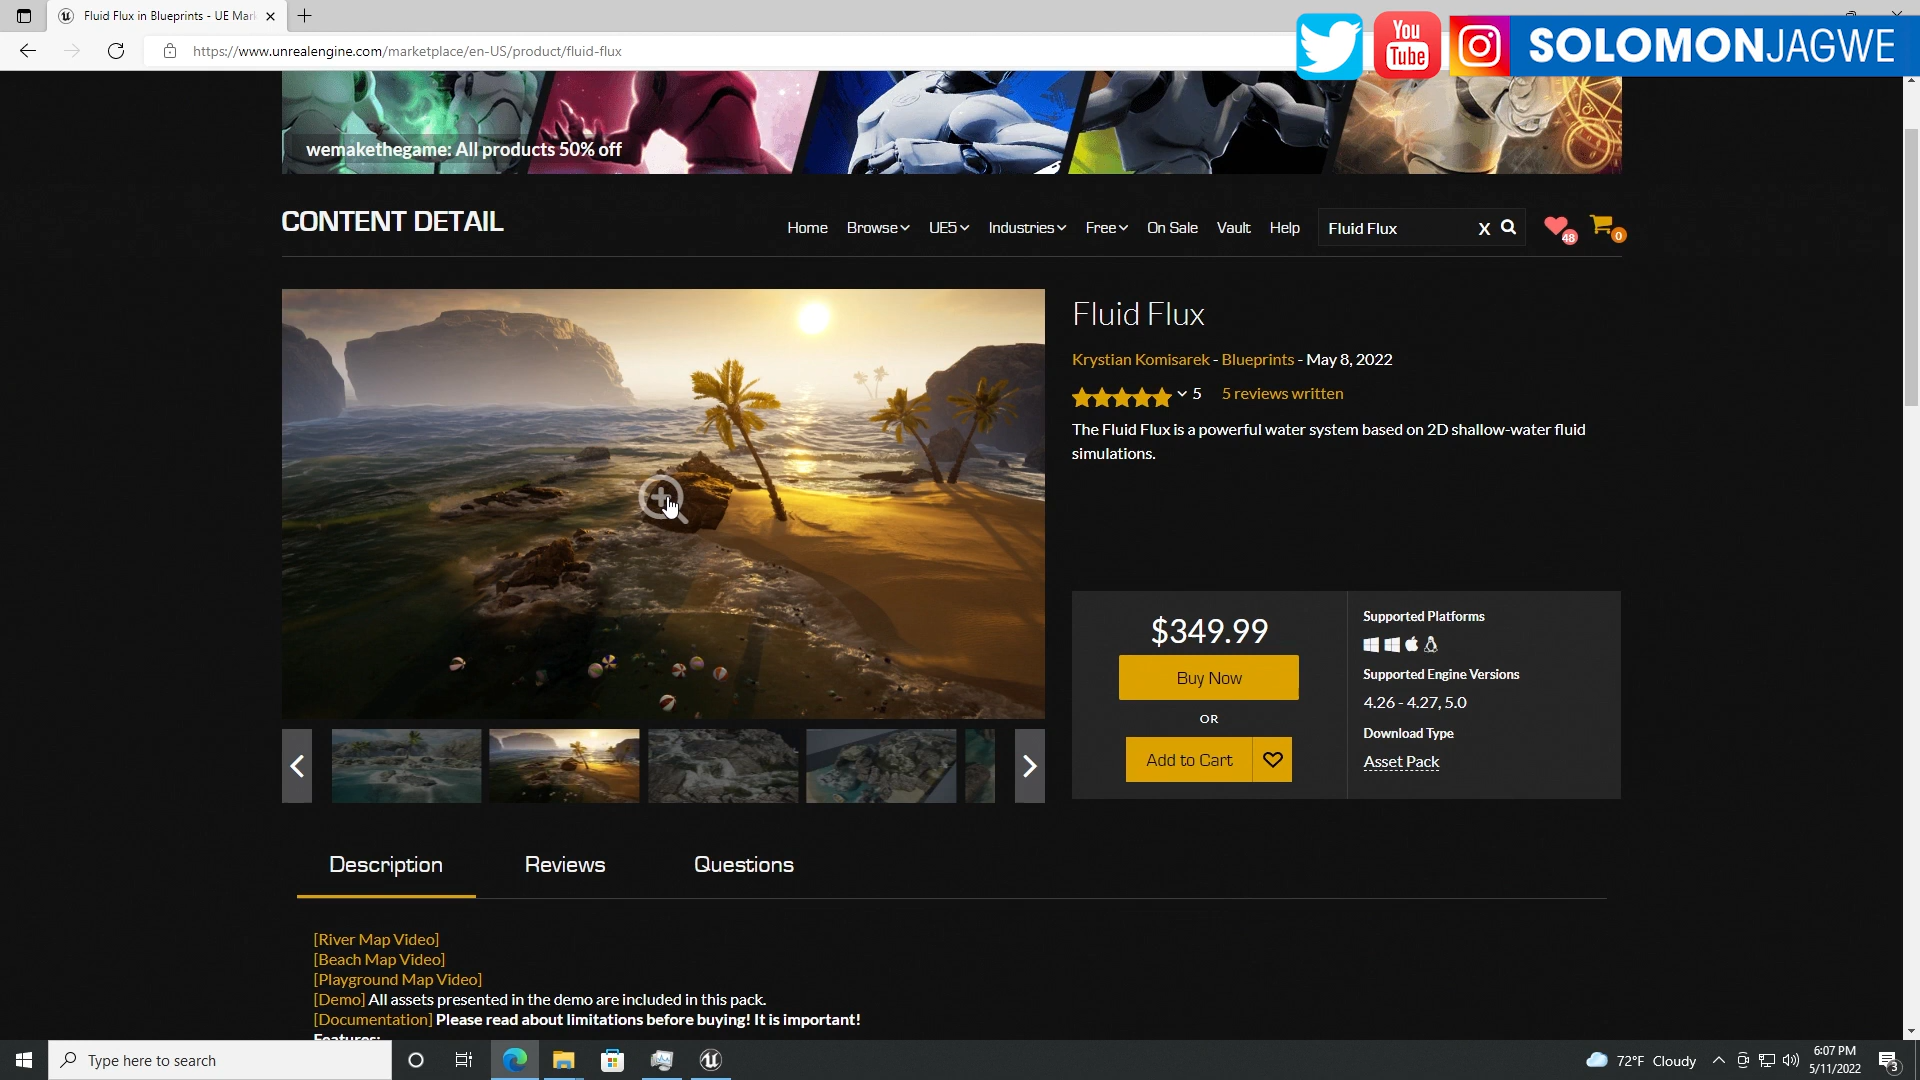 Fluid Flux in Blueprints - UE Mar
https://www.unrealengine.com/marketplace/en-US/product/fluid-flux
You
Tube
SOLOMONJAGWE
wemakethegame: All products 50% off
CONTENT DETAIL
Home Browse UE5 Industries Free On Sale Vault Help
Fluid Flux X
48
0
Fluid Flux
Krystian Komisarek - Blueprints - May 8, 2022
5 5 reviews written
The Fluid Flux is a powerful water system based on 2D shallow-water fluid
simulations.
$349.99
Buy Now
OR
Add to Cart
Supported Platforms
Supported Engine Versions
4.26 - 4.27, 5.0
Download Type
Asset Pack
Description Reviews Questions
[River Map Video]
[Beach Map Video]
[Playground Map Video]
[Demo] All assets presented in the demo are included in this pack.
[Documentation] Please read about limitations before buying! It is important!
Features:
Type here to search
72°F Cloudy
6:07 PM
5/11/2022
3